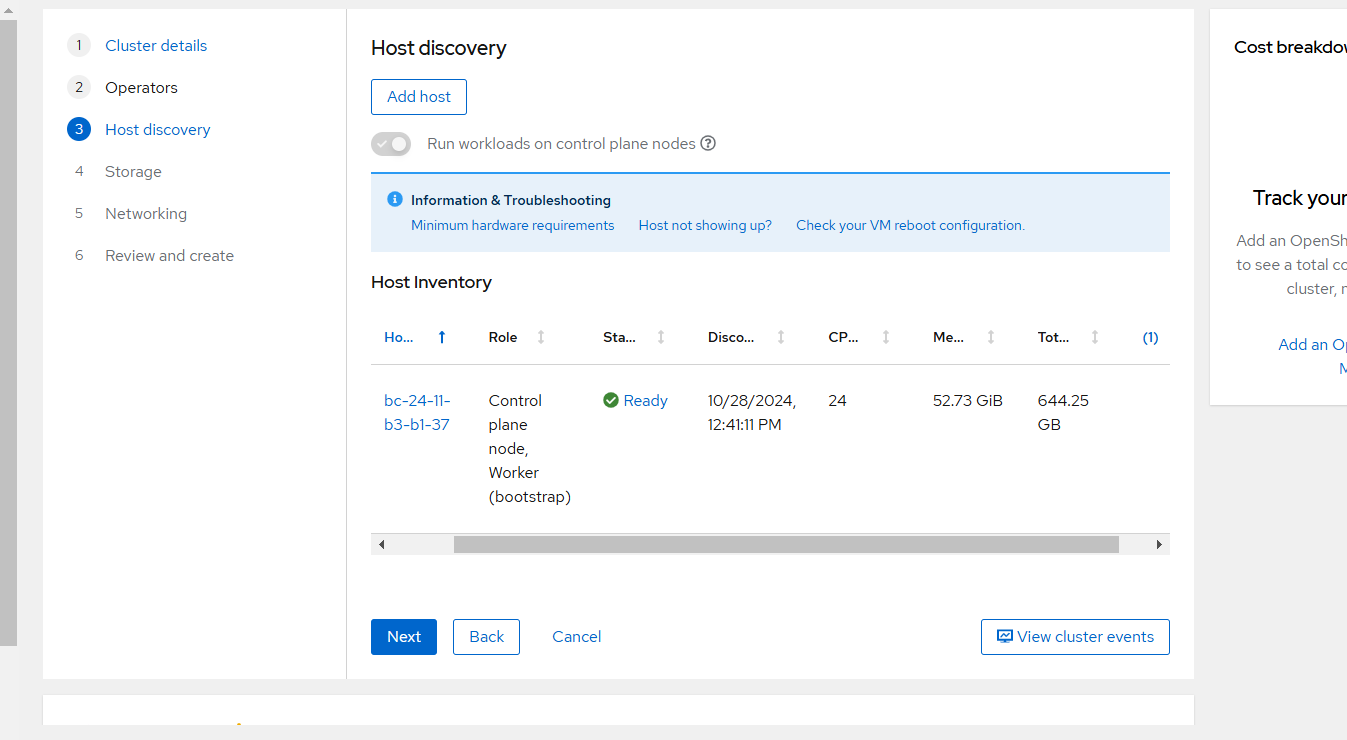 1 Cluster details
2 Operators
3 Host discovery
4 Storage
5 Networking
6 Review and create
Host discovery
Add host
Run workloads on control plane nodes
Information & Troubleshooting
Minimum hardware requirements Host not showing up? Check your VM reboot configuration.
Host Inventory
Ho... Role Sta... Disco... CP... Me... Tot... (1)
bc-24-11- Control Ready 10/28/2024, 24 52.73 GiB 644.25
b3-b1-37 plane 12:41:11 PM GB
node,
Worker
(bootstrap)
Next Back Cancel View cluster events
Cost breakdow
Track your
Add an OpenSh
to see a total co
cluster, r
Add an Op
M